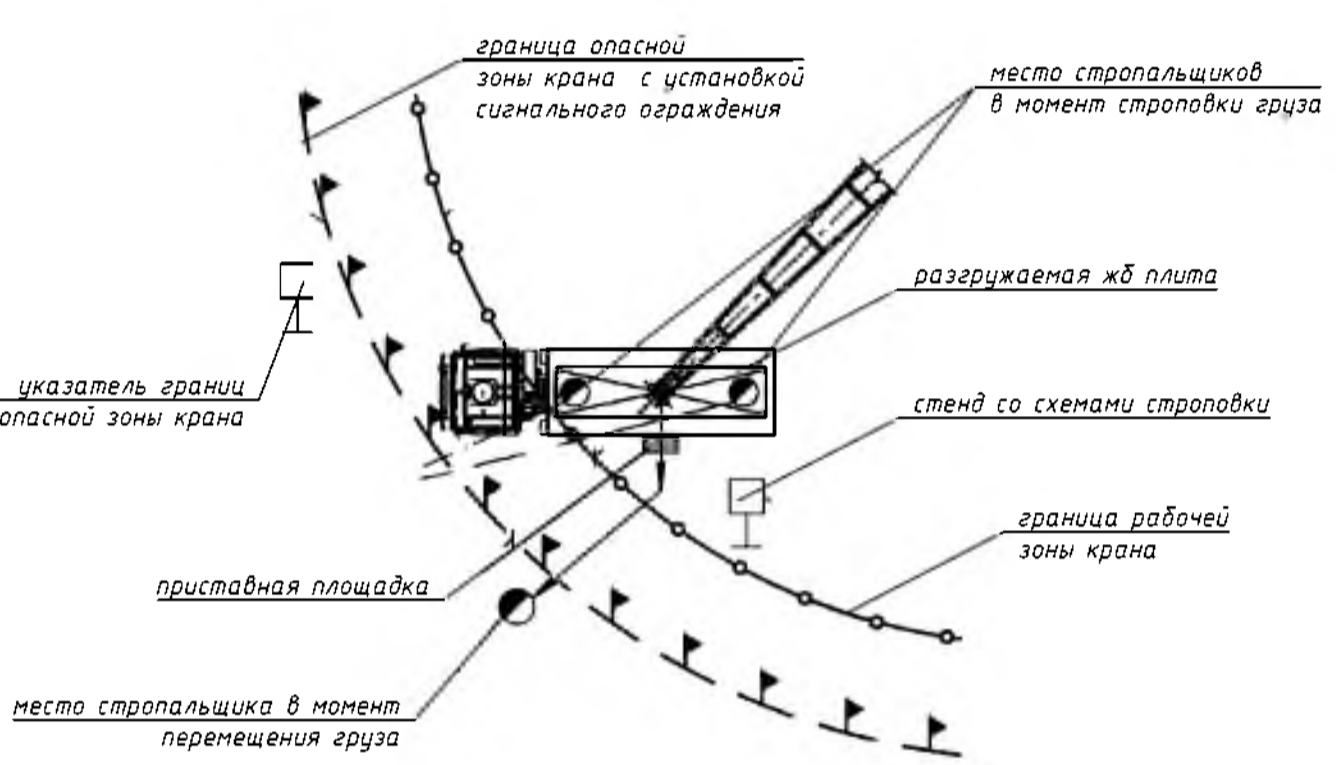 граница опасной
зоны крана с установкой
сигнального ограждения
место стропальщиков
в момент строповки груза
разгружаемая жб плита
указатель границ
опасной зоны крана
стенд со схемами строповки
граница рабочей
зоны крана
приставная площадка
место стропальщика в момент
перемещения груза